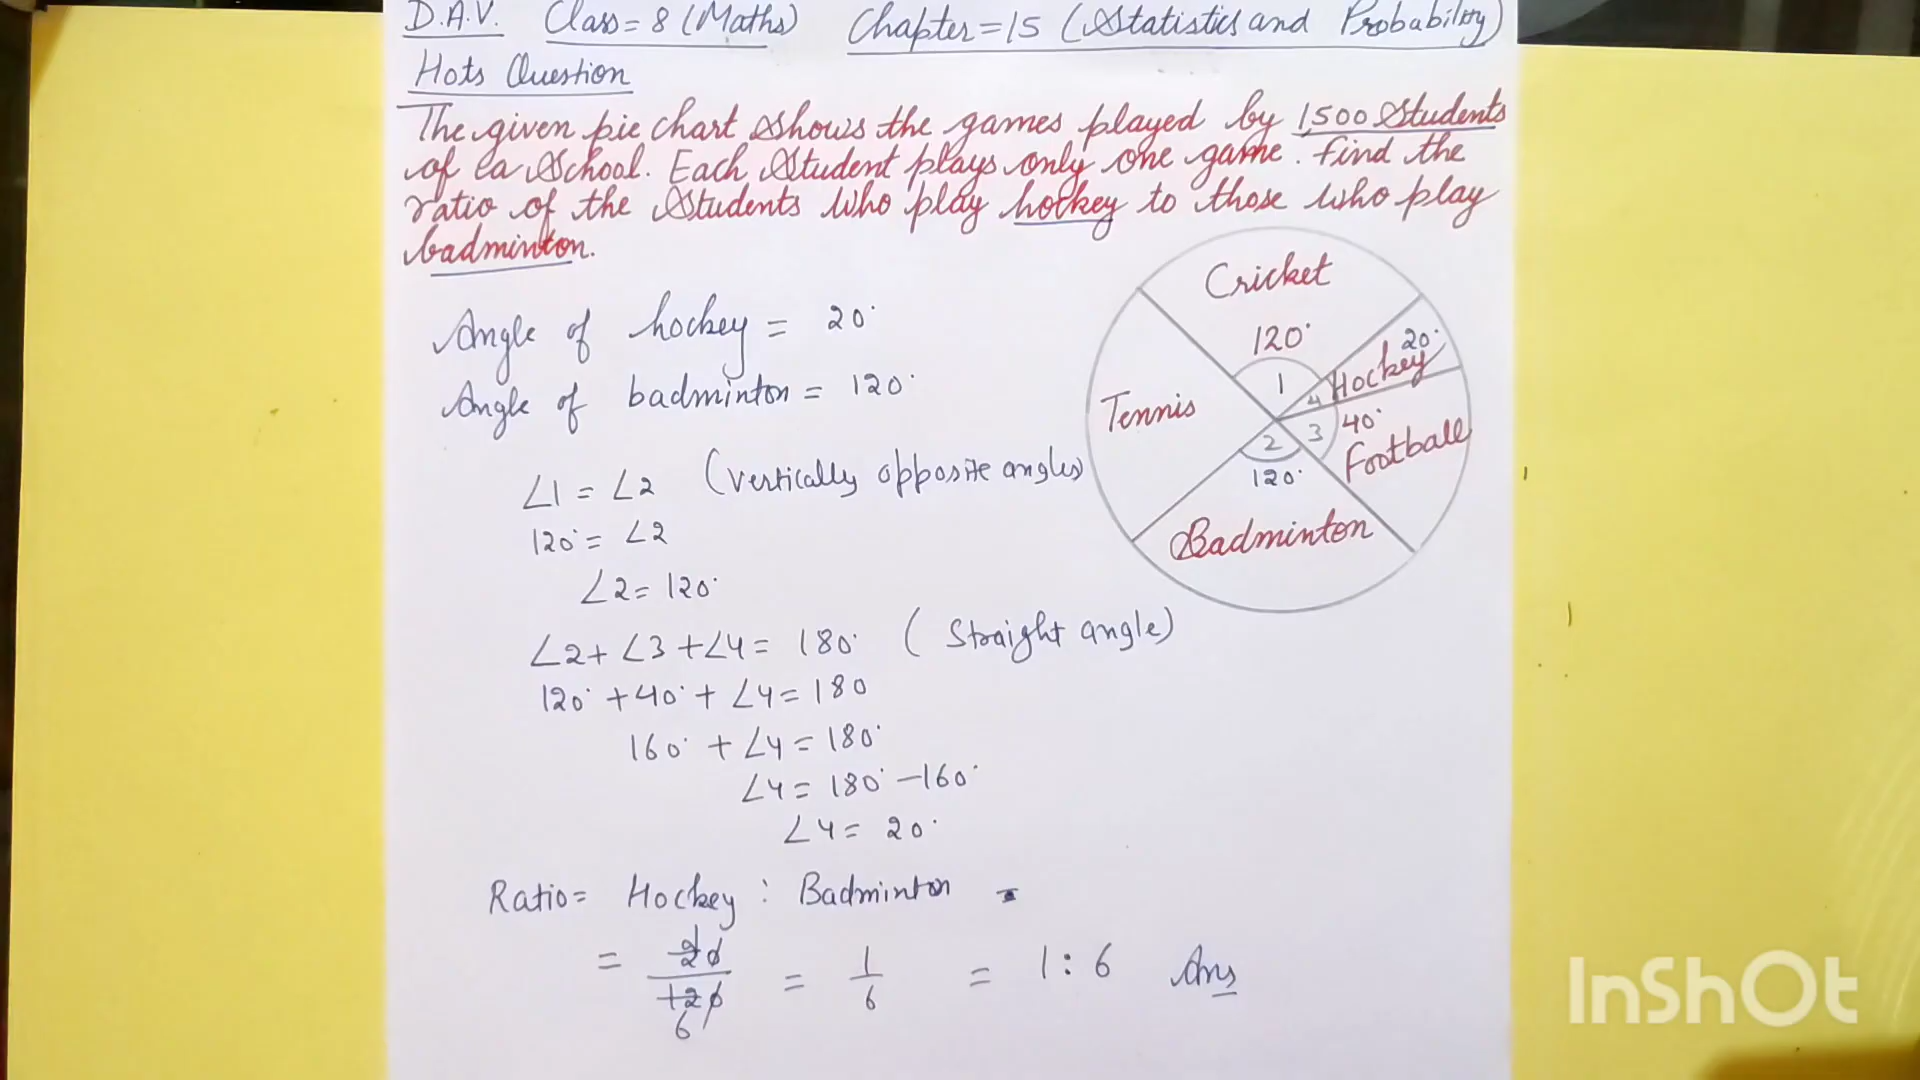 D.A.V. Class=8 (Maths) Chapter=15 (Statistics and Probability)
Hots Question
The given pie chart shows the games played by 1,500 Students
of a School. Each Student plays only one game. Find the
ratio of the Students who play hockey to those who play
badminton.
Cricket
120°
1
20°
Hockey
4
Tennis
40°
3
Football
2
120°
Badminton
Angle of hockey = 20°
Angle of badminton = 120°
∠1 = ∠2 (Vertically opposite angles)
120° = ∠2
∠2 = 120°
∠2 + ∠3 + ∠4 = 180° (Straight angle)
120° + 40° + ∠4 = 180
160° + ∠4 = 180°
∠4 = 180° - 160°
∠4 = 20°
Ratio = Hockey : Badminton
= 20/120 = 1/6 = 1:6 Ans
1
6
InShOt